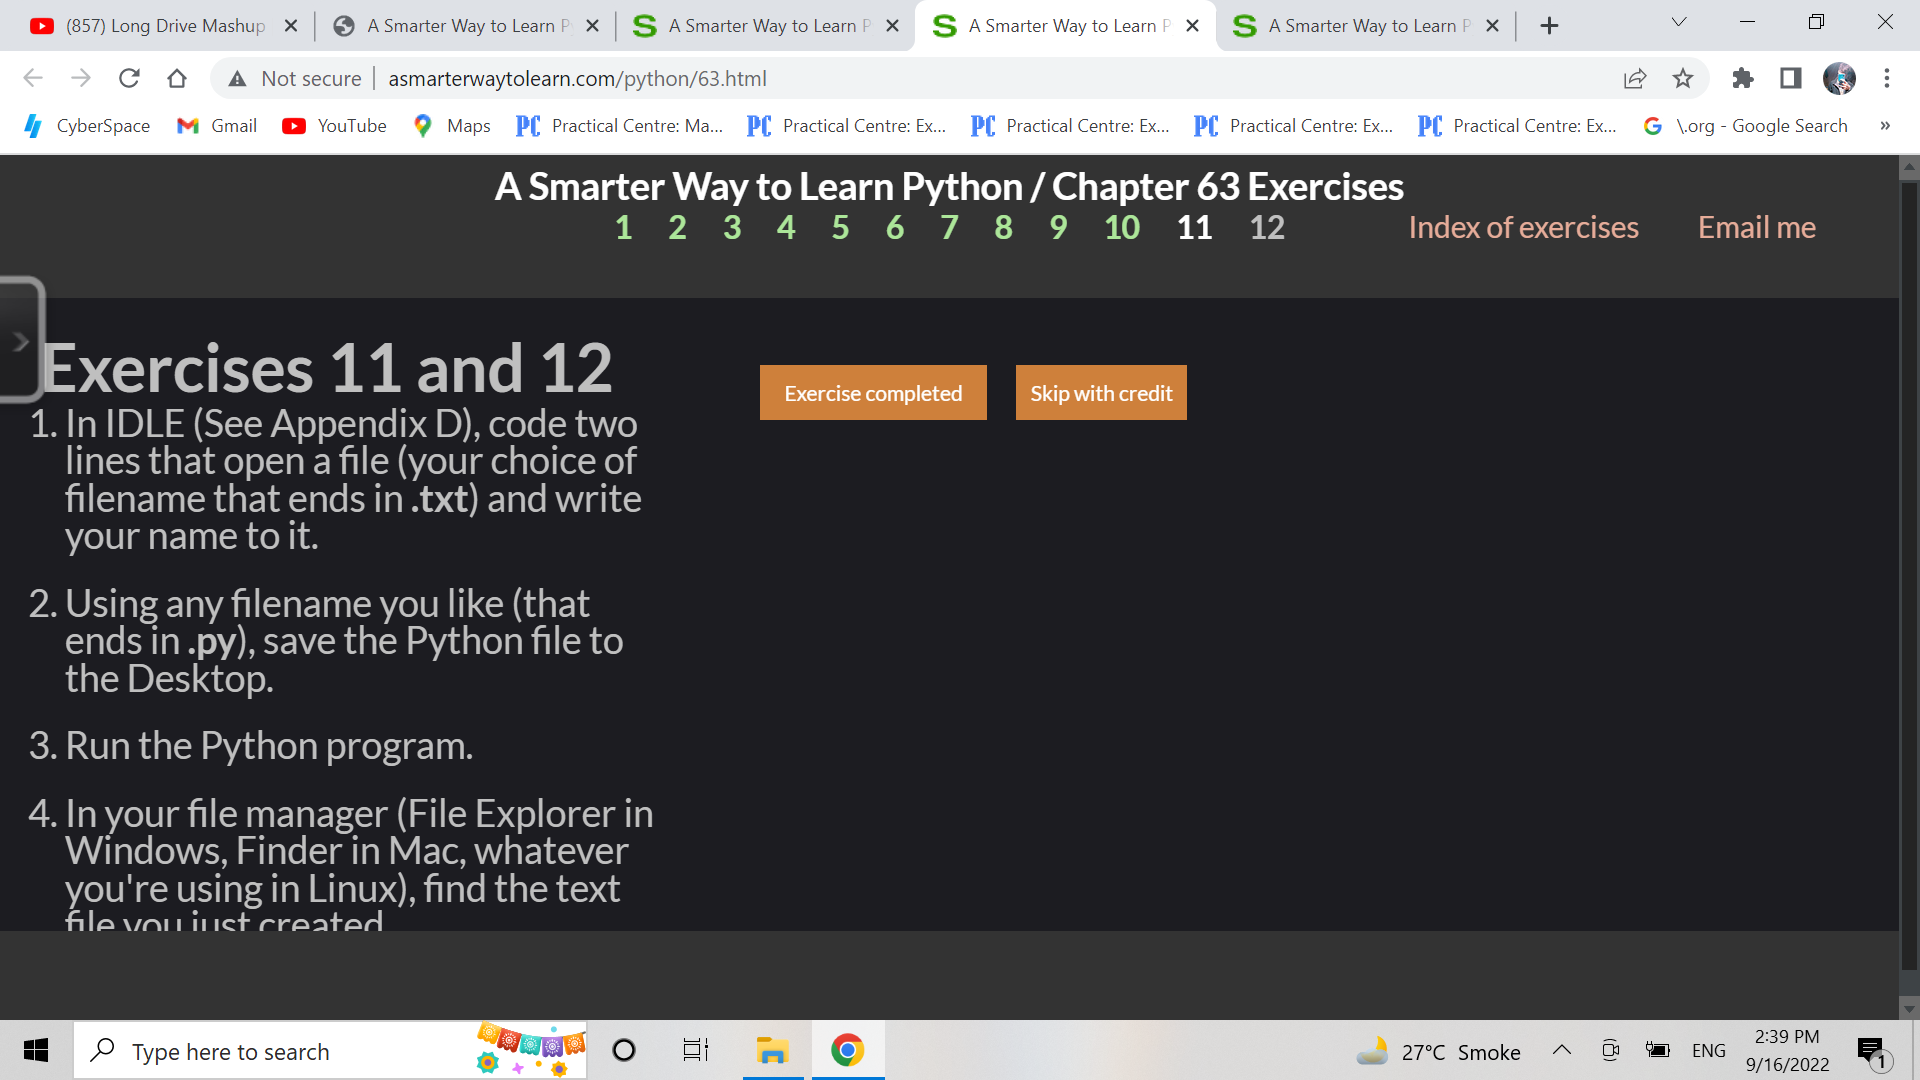 (857) Long Drive Mashup
A Smarter Way to Learn P
A Smarter Way to Learn P
A Smarter Way to Learn P
A Smarter Way to Learn P
Not secure
asmarterwaytolearn.com/python/63.html
CyberSpace
Gmail
YouTube
Maps
PC Practical Centre: Ma...
PC Practical Centre: Ex...
PC Practical Centre: Ex...
PC Practical Centre: Ex...
PC Practical Centre: Ex...
\.org - Google Search
»
A Smarter Way to Learn Python / Chapter 63 Exercises
1 2 3 4 5 6 7 8 9 10 11 12
Index of exercises
Email me
Exercises 11 and 12
Exercise completed
Skip with credit
1. In IDLE (See Appendix D), code two
lines that open a file (your choice of
filename that ends in .txt) and write
your name to it.
2. Using any filename you like (that
ends in .py), save the Python file to
the Desktop.
3. Run the Python program.
4. In your file manager (File Explorer in
Windows, Finder in Mac, whatever
you're using in Linux), find the text
file you just created
Type here to search
27°C Smoke
ENG
2:39 PM
9/16/2022
1